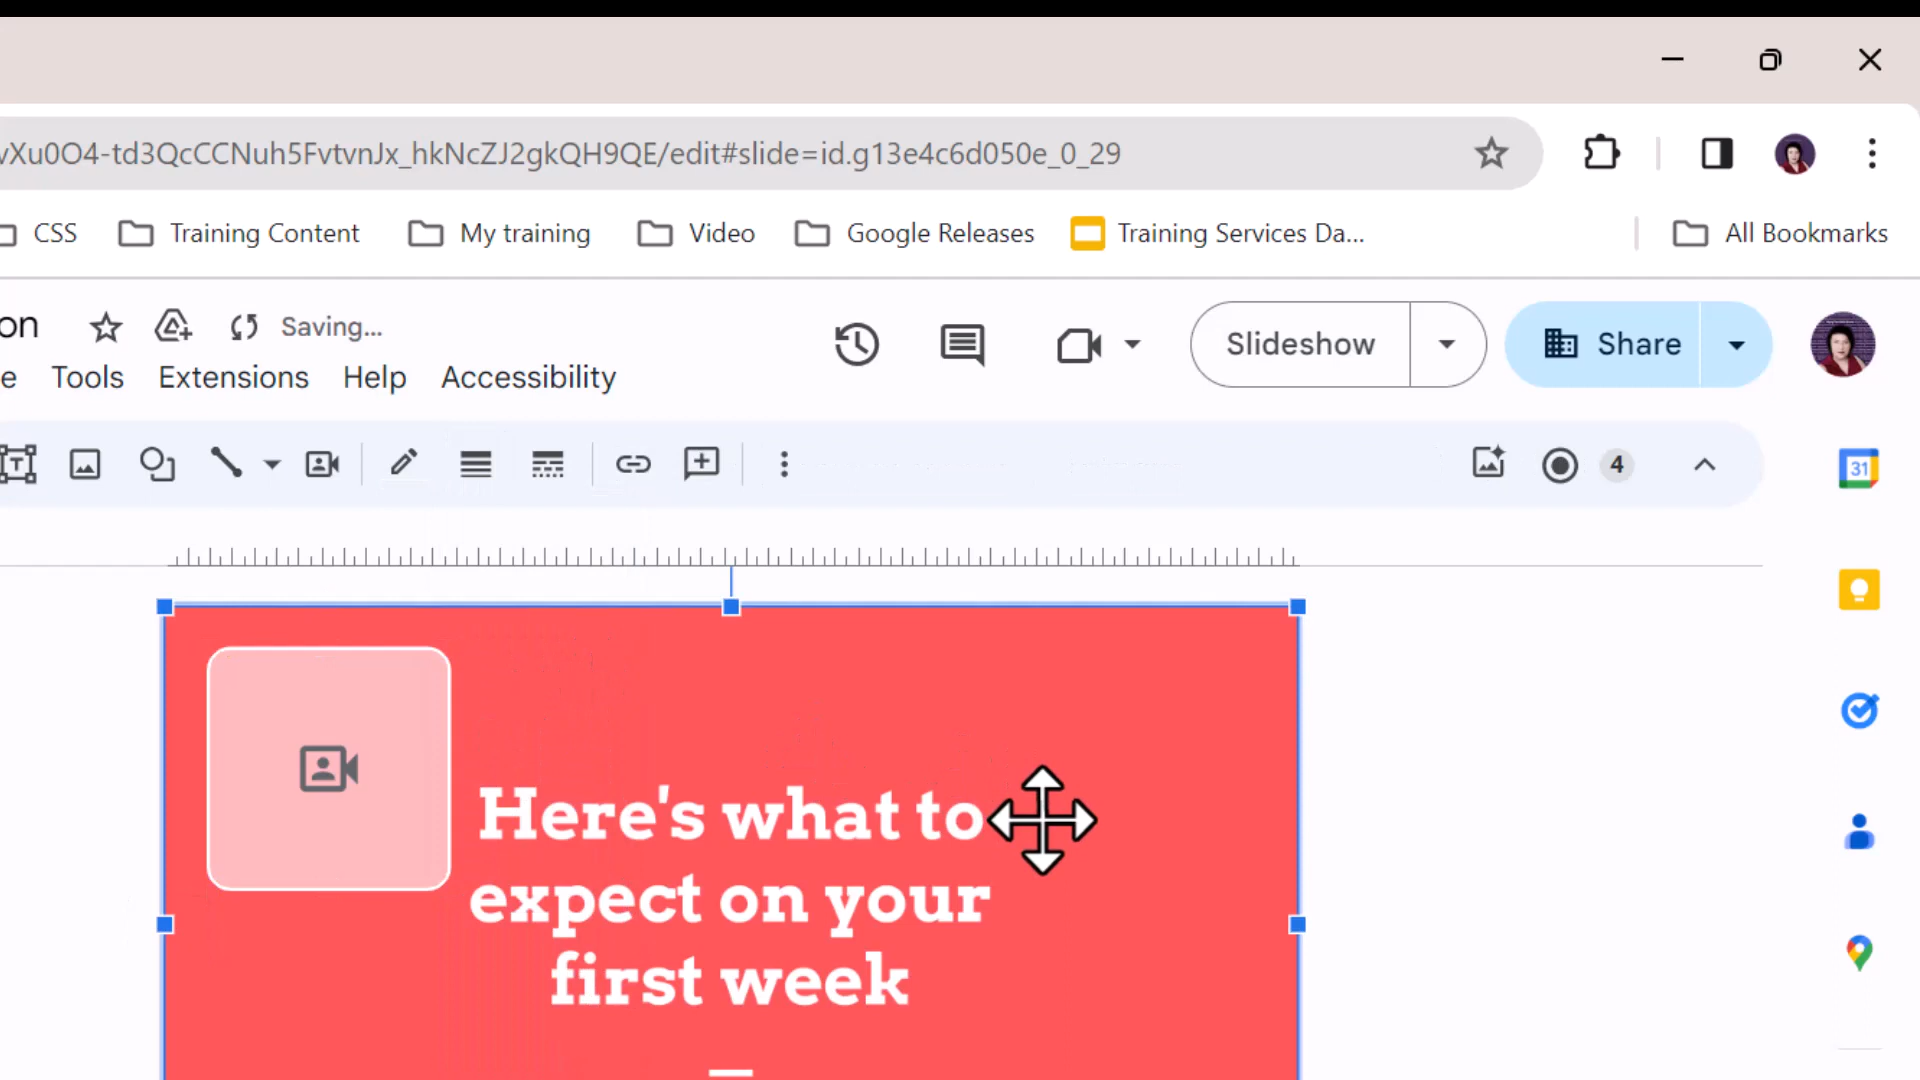 vXu0O4-td3QcCCNuh5FvtvnJx_hkNcZJ2gkQH9QE/edit#slide=id.g13e4c6d050e_0_29
CSS Training Content My training Video Google Releases Training Services Da... All Bookmarks
on Saving...
e Tools Extensions Help Accessibility
Slideshow Share
4
31
Here's what to
expect on your
first week